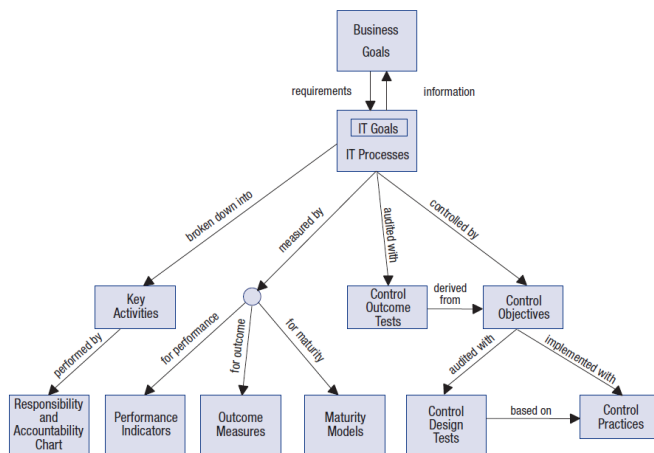 Business
Goals
requirements
information
IT Goals
IT Processes
broken down into
measured by
audited with
controlled by
Key
Activities
Control
Outcome
Tests
derived
from
Control
Objectives
performed by
for performance
for outcome
for maturity
audited with
implemented with
Responsibility
and
Accountability
Chart
Performance
Indicators
Outcome
Measures
Maturity
Models
Control
Design
Tests
based on
Control
Practices